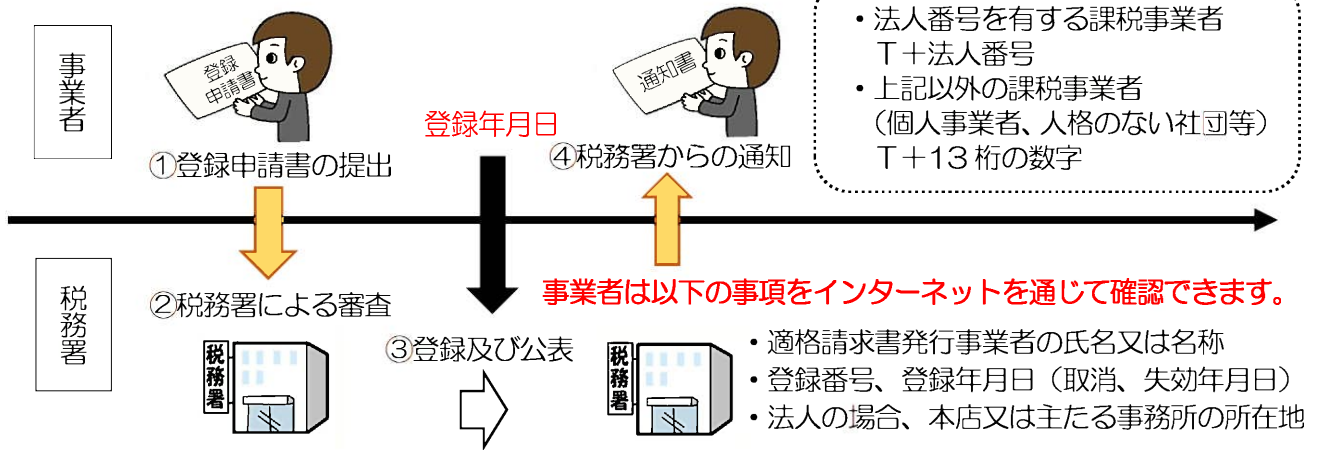 ・法人番号を有する課税事業者
T+法人番号
・上記以外の課税事業者
(個人事業者、人格のない社団等)
T+13桁の数字
事業者
登録
申請書
通知書
登録年月日
①登録申請書の提出
④税務署からの通知
税務署
②税務署による審査
事業者は以下の事項をインターネットを通じて確認できます。
③登録及び公表
税務署
税務署
・適格請求書発行事業者の氏名又は名称
・登録番号、登録年月日(取消、失効年月日)
・法人の場合、本店又は主たる事務所の所在地